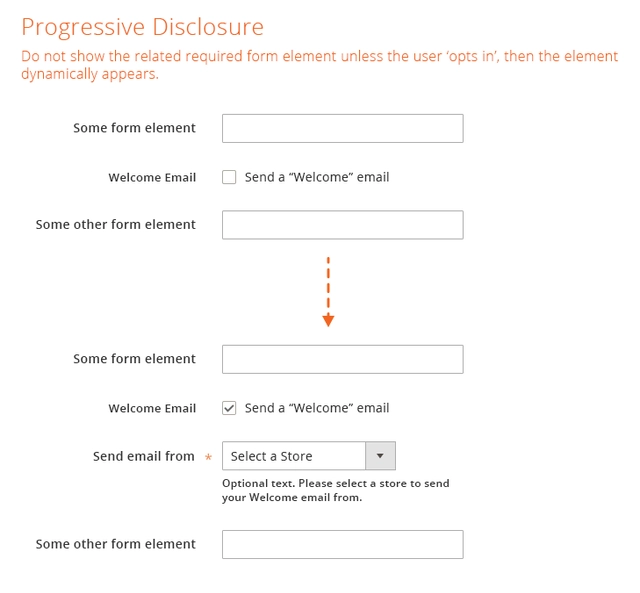 Progressive Disclosure
Do not show the related required form element unless the user ‘opts in’, then the element
dynamically appears.
Some form element
Welcome Email
Send a “Welcome” email
Some other form element
Some form element
Welcome Email
Send a “Welcome” email
Send email from *
Select a Store
Optional text. Please select a store to send
your Welcome email from.
Some other form element